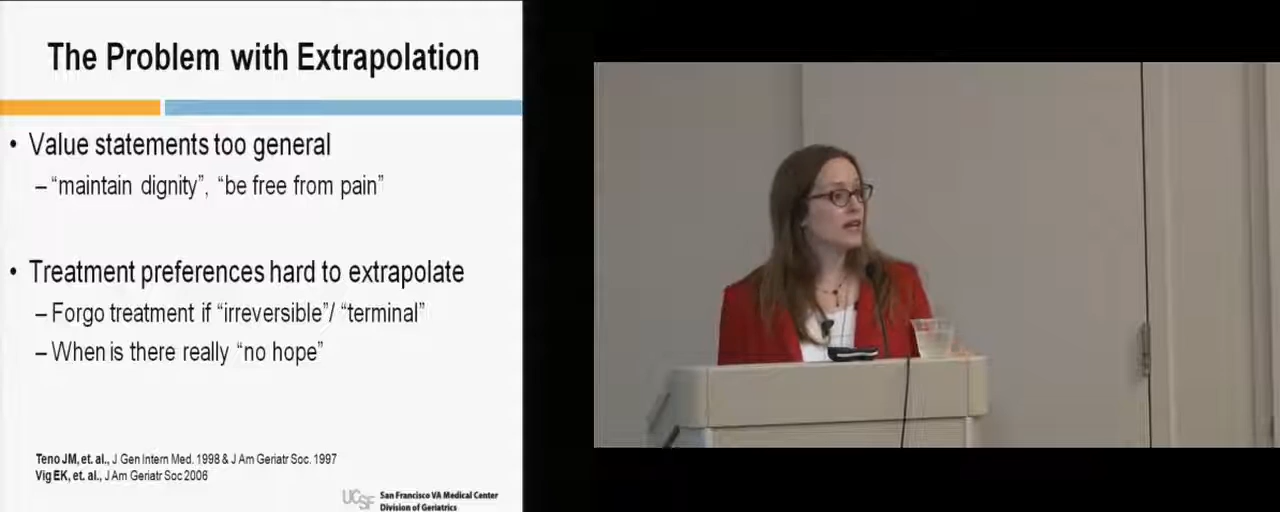 The Problem with Extrapolation
• Value statements too general
– “maintain dignity”, “be free from pain”
• Treatment preferences hard to extrapolate
– Forgo treatment if “irreversible”/ “terminal”
– When is there really “no hope”
Teno JM, et. al., J Gen Intern Med. 1998 & J Am Geriatr Soc. 1997
Vig EK, et. al., J Am Geriatr Soc 2006
UCSF San Francisco VA Medical Center
Division of Geriatrics